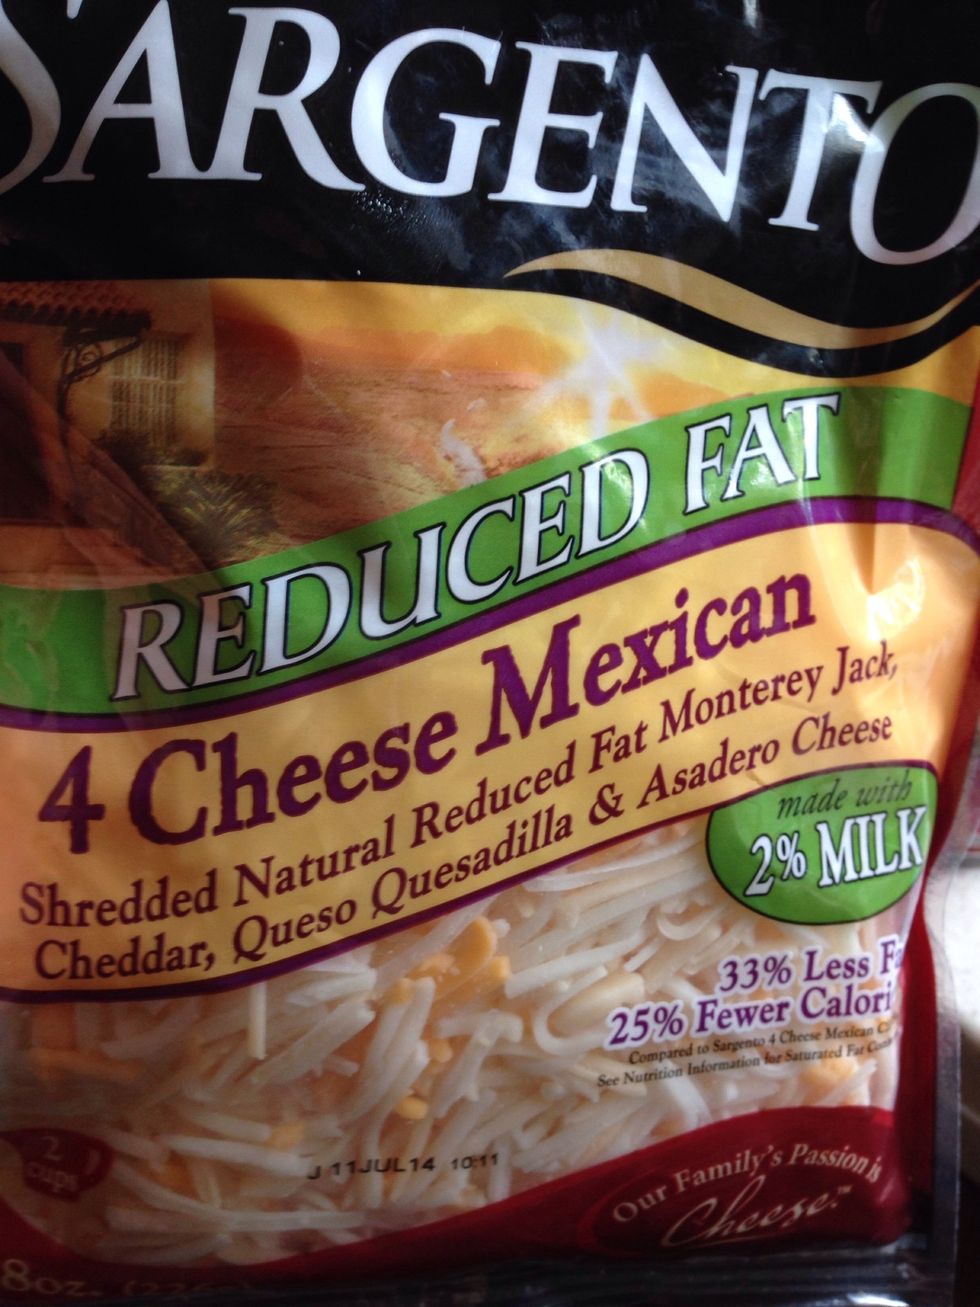 SARGENTO
REDUCED FAT
4 Cheese Mexican
Shredded Natural Reduced Fat Monterey Jack,
Cheddar, Queso Quesadilla & Asadero Cheese
made with
2% MILK
33% Less
25% Fewer
Compared to Sargento 4 Cheese Mexican
See Nutrition Information for Saturated Fat
2
cups
J 11JUL14 10:11
Our Family's Passion is
Cheese.™
8oz.